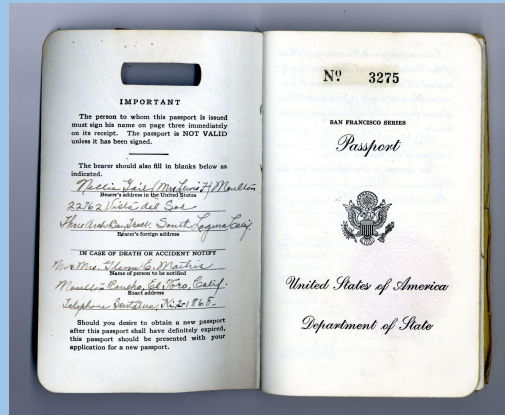 IMPORTANT
The person to whom this passport is issued
must sign his name on page three immediately
on its receipt. The passport is NOT VALID
unless it has been signed.
The bearer should also fill in blanks below as
indicated.
Nellie Gail (Mrs Lewis F) Moulton
Bearer's address in the United States
22762 Vista del Sol
Three Arch Bay Tract. South Laguna, Calif.
Bearer's foreign address
IN CASE OF DEATH OR ACCIDENT NOTIFY
Mrs. Glenn E. Mathis
Name of person to be notified
Moulton Rancho, El Toro, Calif.
Exact address
Telephone Santa Ana, Ki-2-1868-
Should you desire to obtain a new passport
after this passport shall have definitely expired,
this passport should be presented with your
application for a new passport.
Nº 3275
SAN FRANCISCO SERIES
Passport
United States of America
Department of State